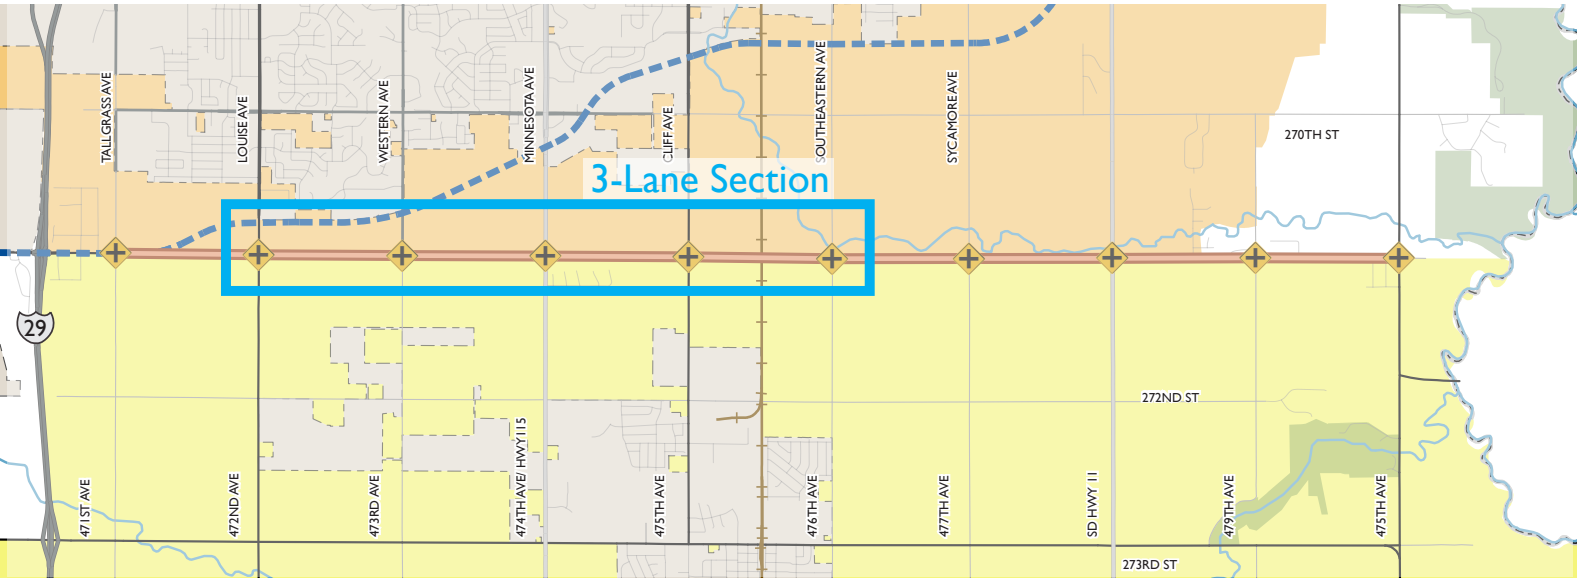 TALLGRASS AVE
LOUISE AVE
WESTERN AVE
MINNESOTA AVE
CLIFF AVE
SOUTHEASTERN AVE
SYCAMORE AVE
270TH ST
3-Lane Section
29
272ND ST
471ST AVE
472ND AVE
473RD AVE
474TH AVE/ HWY115
475TH AVE
476TH AVE
477TH AVE
SD HWY 11
479TH AVE
475TH AVE
273RD ST